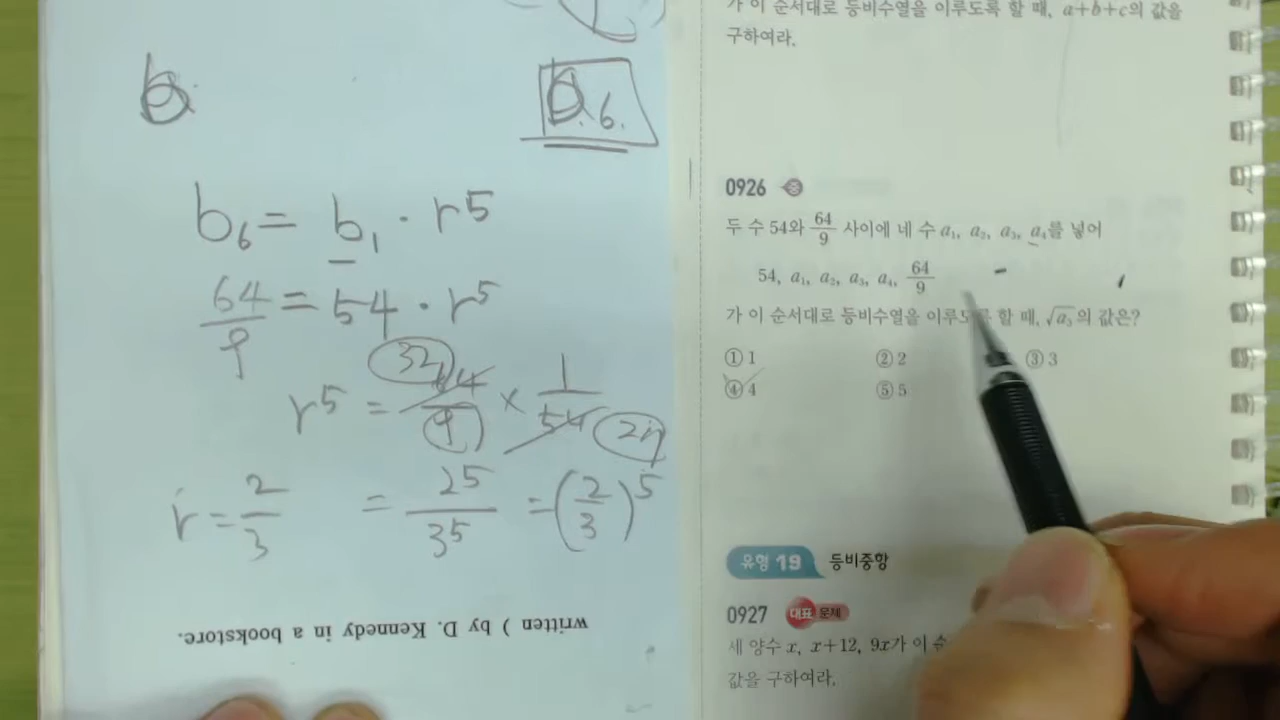 b
b. 6.
b₆ = b₁ · r⁵
64/9 = 54 · r⁵
r⁵ = 32 64/9 × 1/54 27
r = 2/3 = 2⁵/3⁵ = (2/3)⁵
written ) by D. Kennedy in a bookstore.
가 이 순서대로 등비수열을 이루도록 할 때, a+b+c의 값을
구하여라.
0926 중
두 수 54와 64/9 사이에 네 수 a₁, a₂, a₃, a₄를 넣어
54, a₁, a₂, a₃, a₄, 64/9
가 이 순서대로 등비수열을 이루도록 할 때, √a₃의 값은?
① 1 ② 2 ③ 3
④ 4 ⑤ 5
유형 19 등비중항
0927 대표 문제
세 양수 x, x+12, 9x가 이
값을 구하여라.